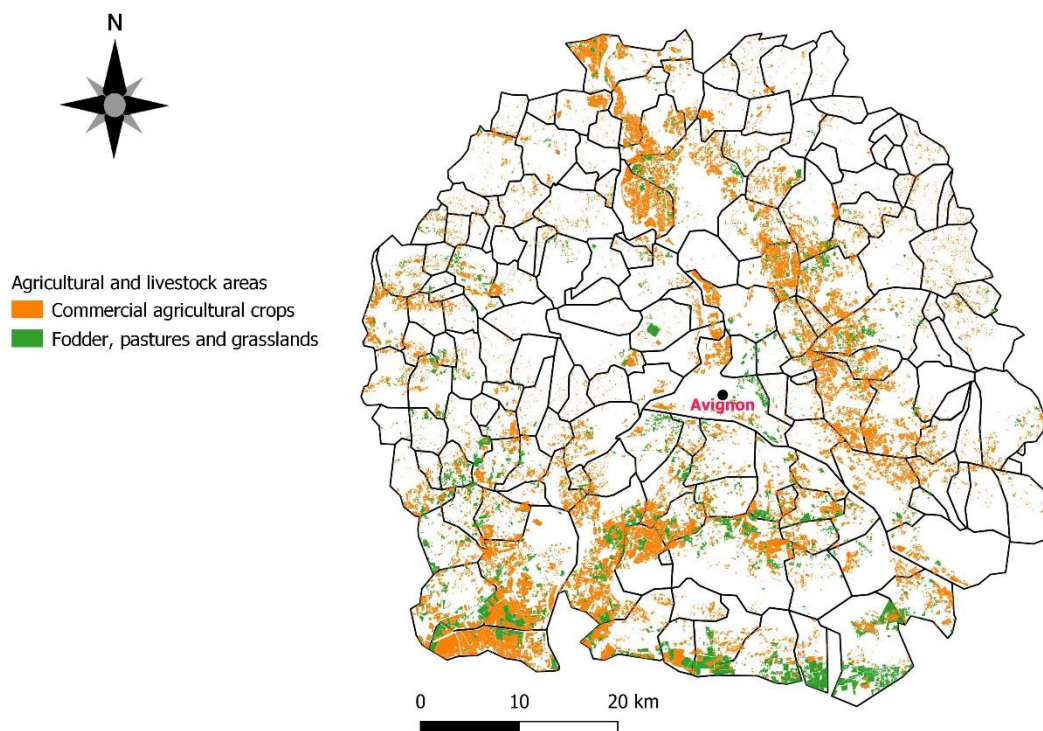 N
Agricultural and livestock areas
Commercial agricultural crops
Fodder, pastures and grasslands
Avignon
0 10 20 km